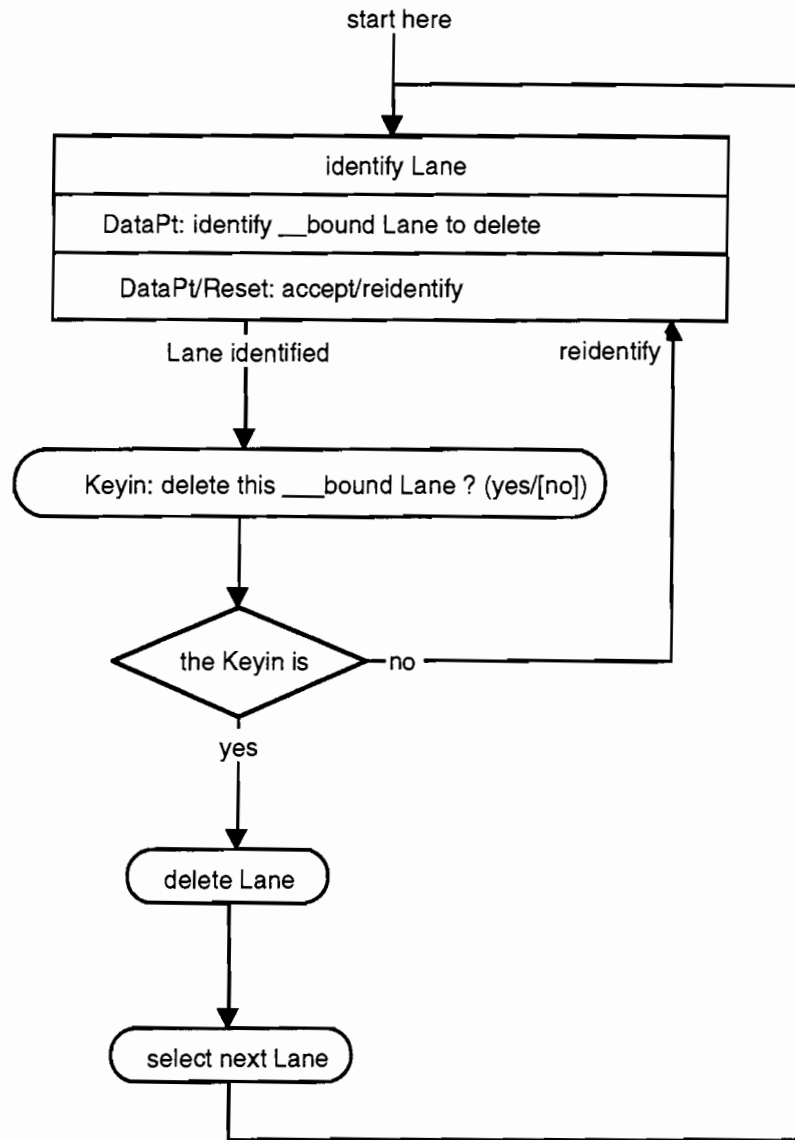 start here
identify Lane
DataPt: identify __bound Lane to delete
DataPt/Reset: accept/reidentify
Lane identified
reidentify
Keyin: delete this ___bound Lane ? (yes/[no])
the Keyin is
no
yes
delete Lane
select next Lane